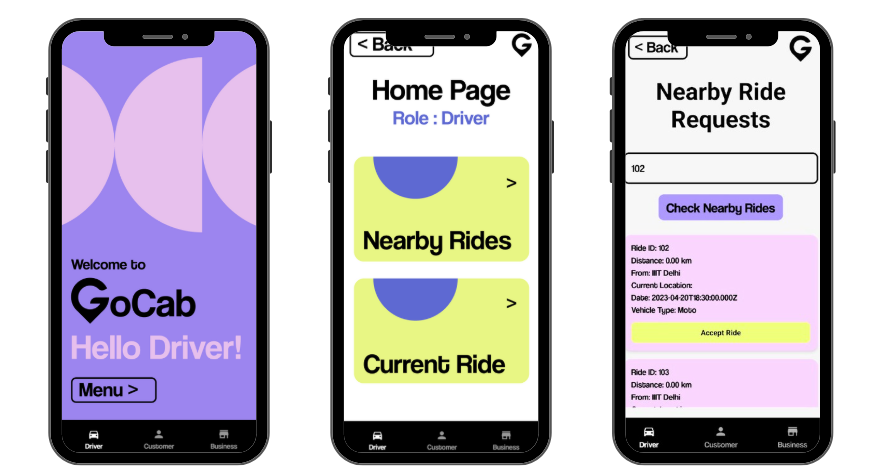 Welcome to
GoCab
Hello Driver!
Menu >
Driver
Customer
Business
< Back
G
Home Page
Role : Driver
>
Nearby Rides
>
Current Ride
Driver
Customer
Business
< Back
G
Nearby Ride
Requests
102
Check Nearby Rides
Ride ID: 102
Distance: 0.00 km
From: IIIT Delhi
Current Location:
Date: 2023-04-20T18:30:00.000Z
Vehicle Type: Moto
Accept Ride
Ride ID: 103
Distance: 0.00 km
From: IIIT Delhi
Driver
Customer
Business